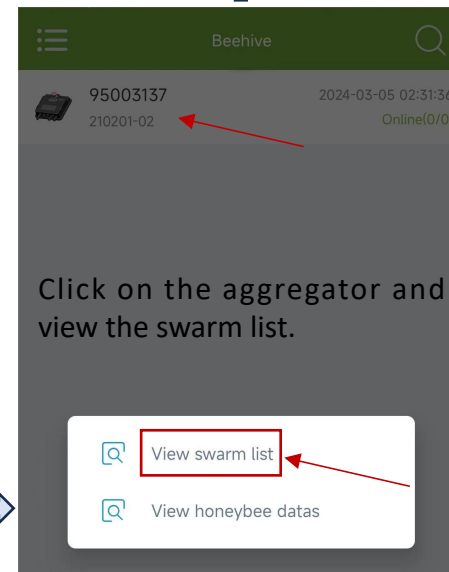 Beehive
95003137 2024-03-05 02:31:36
210201-02 Online(0/0
Click on the aggregator and
view the swarm list.
View swarm list
View honeybee datas